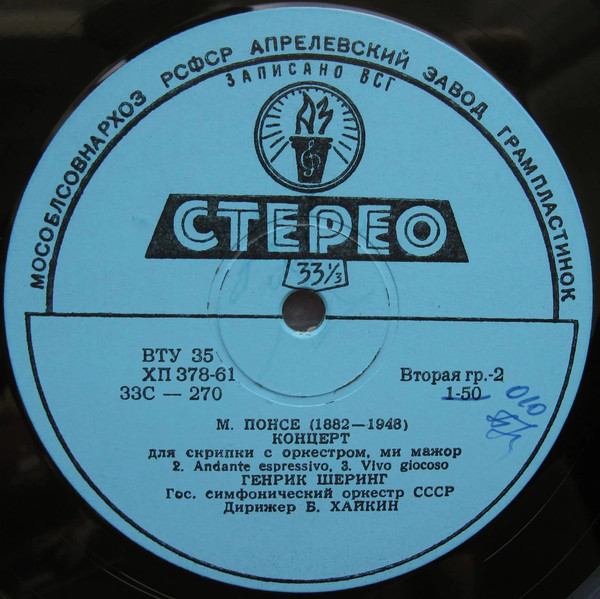 МОСОБЛСОВНАРХОЗ РСФСР АПРЕЛЕВСКИЙ ЗАВОД ГРАМПЛАСТИНОК
ЗАПИСАНО ВСГ
АЗ
СТЕРЕО
33⅓
ВТУ 35
ХП 378-61
33С — 270
Вторая гр.-2
1-50
М. ПОНСЕ (1882—1948)
КОНЦЕРТ
для скрипки с оркестром, ми мажор
2. Andante espressivo, 3. Vivo giocoso
ГЕНРИК ШЕРИНГ
Гос. симфонический оркестр СССР
Дирижер Б. ХАЙКИН